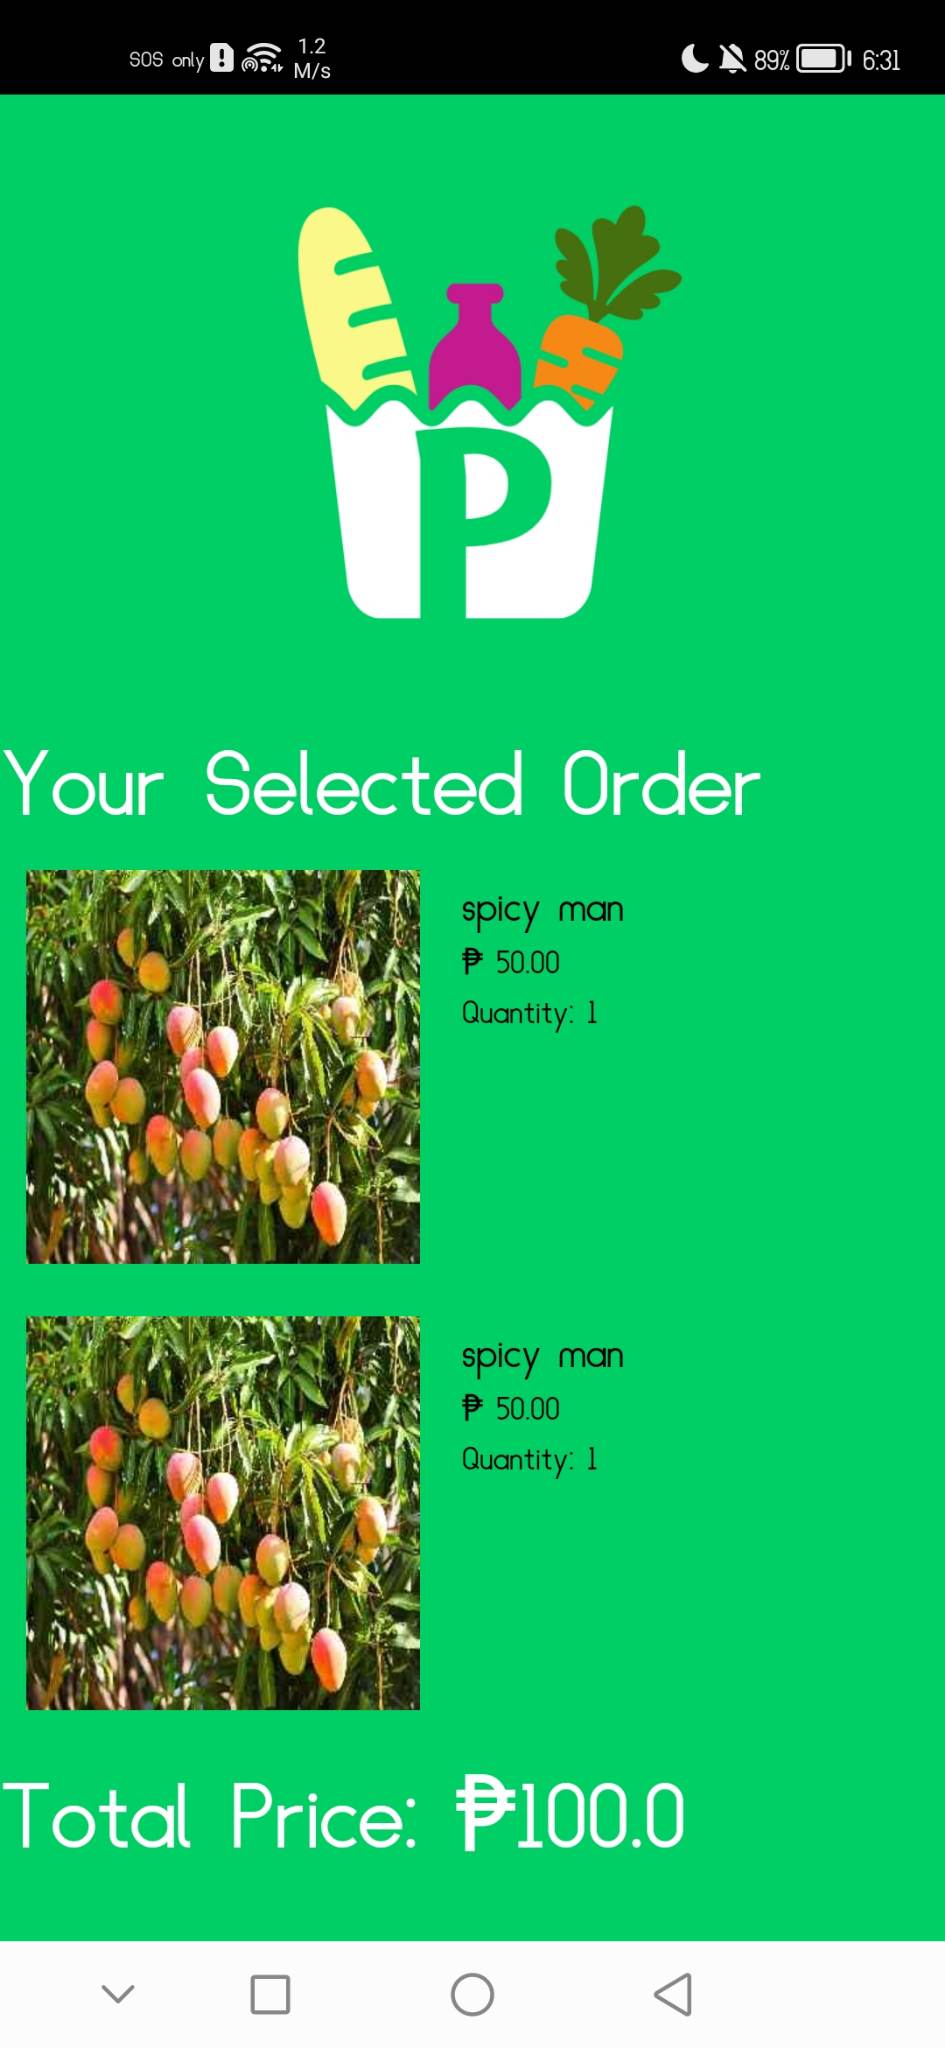 SOS only
1.2
M/s
89%
6:31
P
Your Selected Order
spicy man
₱ 50.00
Quantity: 1
spicy man
₱ 50.00
Quantity: 1
Total Price: ₱100.0